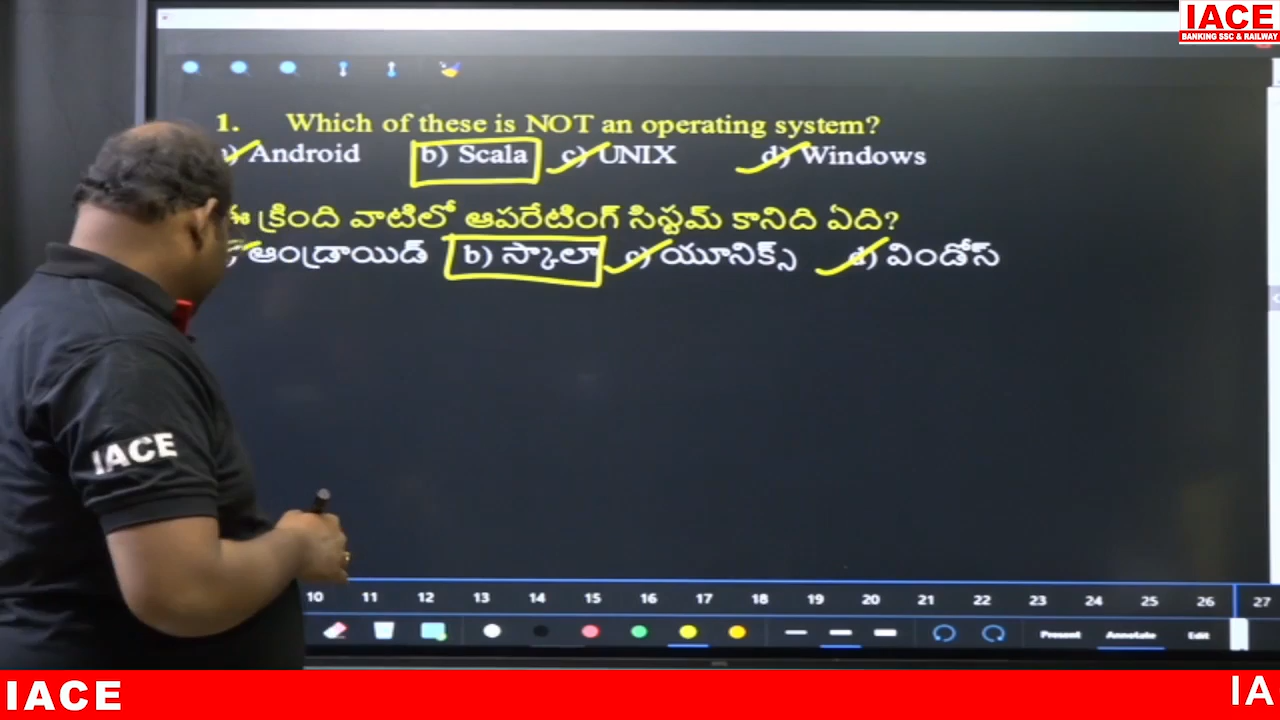 IACE
BANKING SSC & RAILWAY
1. Which of these is NOT an operating system?
Android b) Scala c) UNIX d) Windows
ఈ క్రింది వాటిలో ఆపరేటింగ్ సిస్టమ్ కానిది ఏది?
ఆండ్రాయిడ్ b) స్కాలా c) యూనిక్స్ d) విండోస్
IACE
10 11 12 13 14 15 16 17 18 19 20 21 22 23 24 25 26 27
Present Annotate Edit
IACE IA